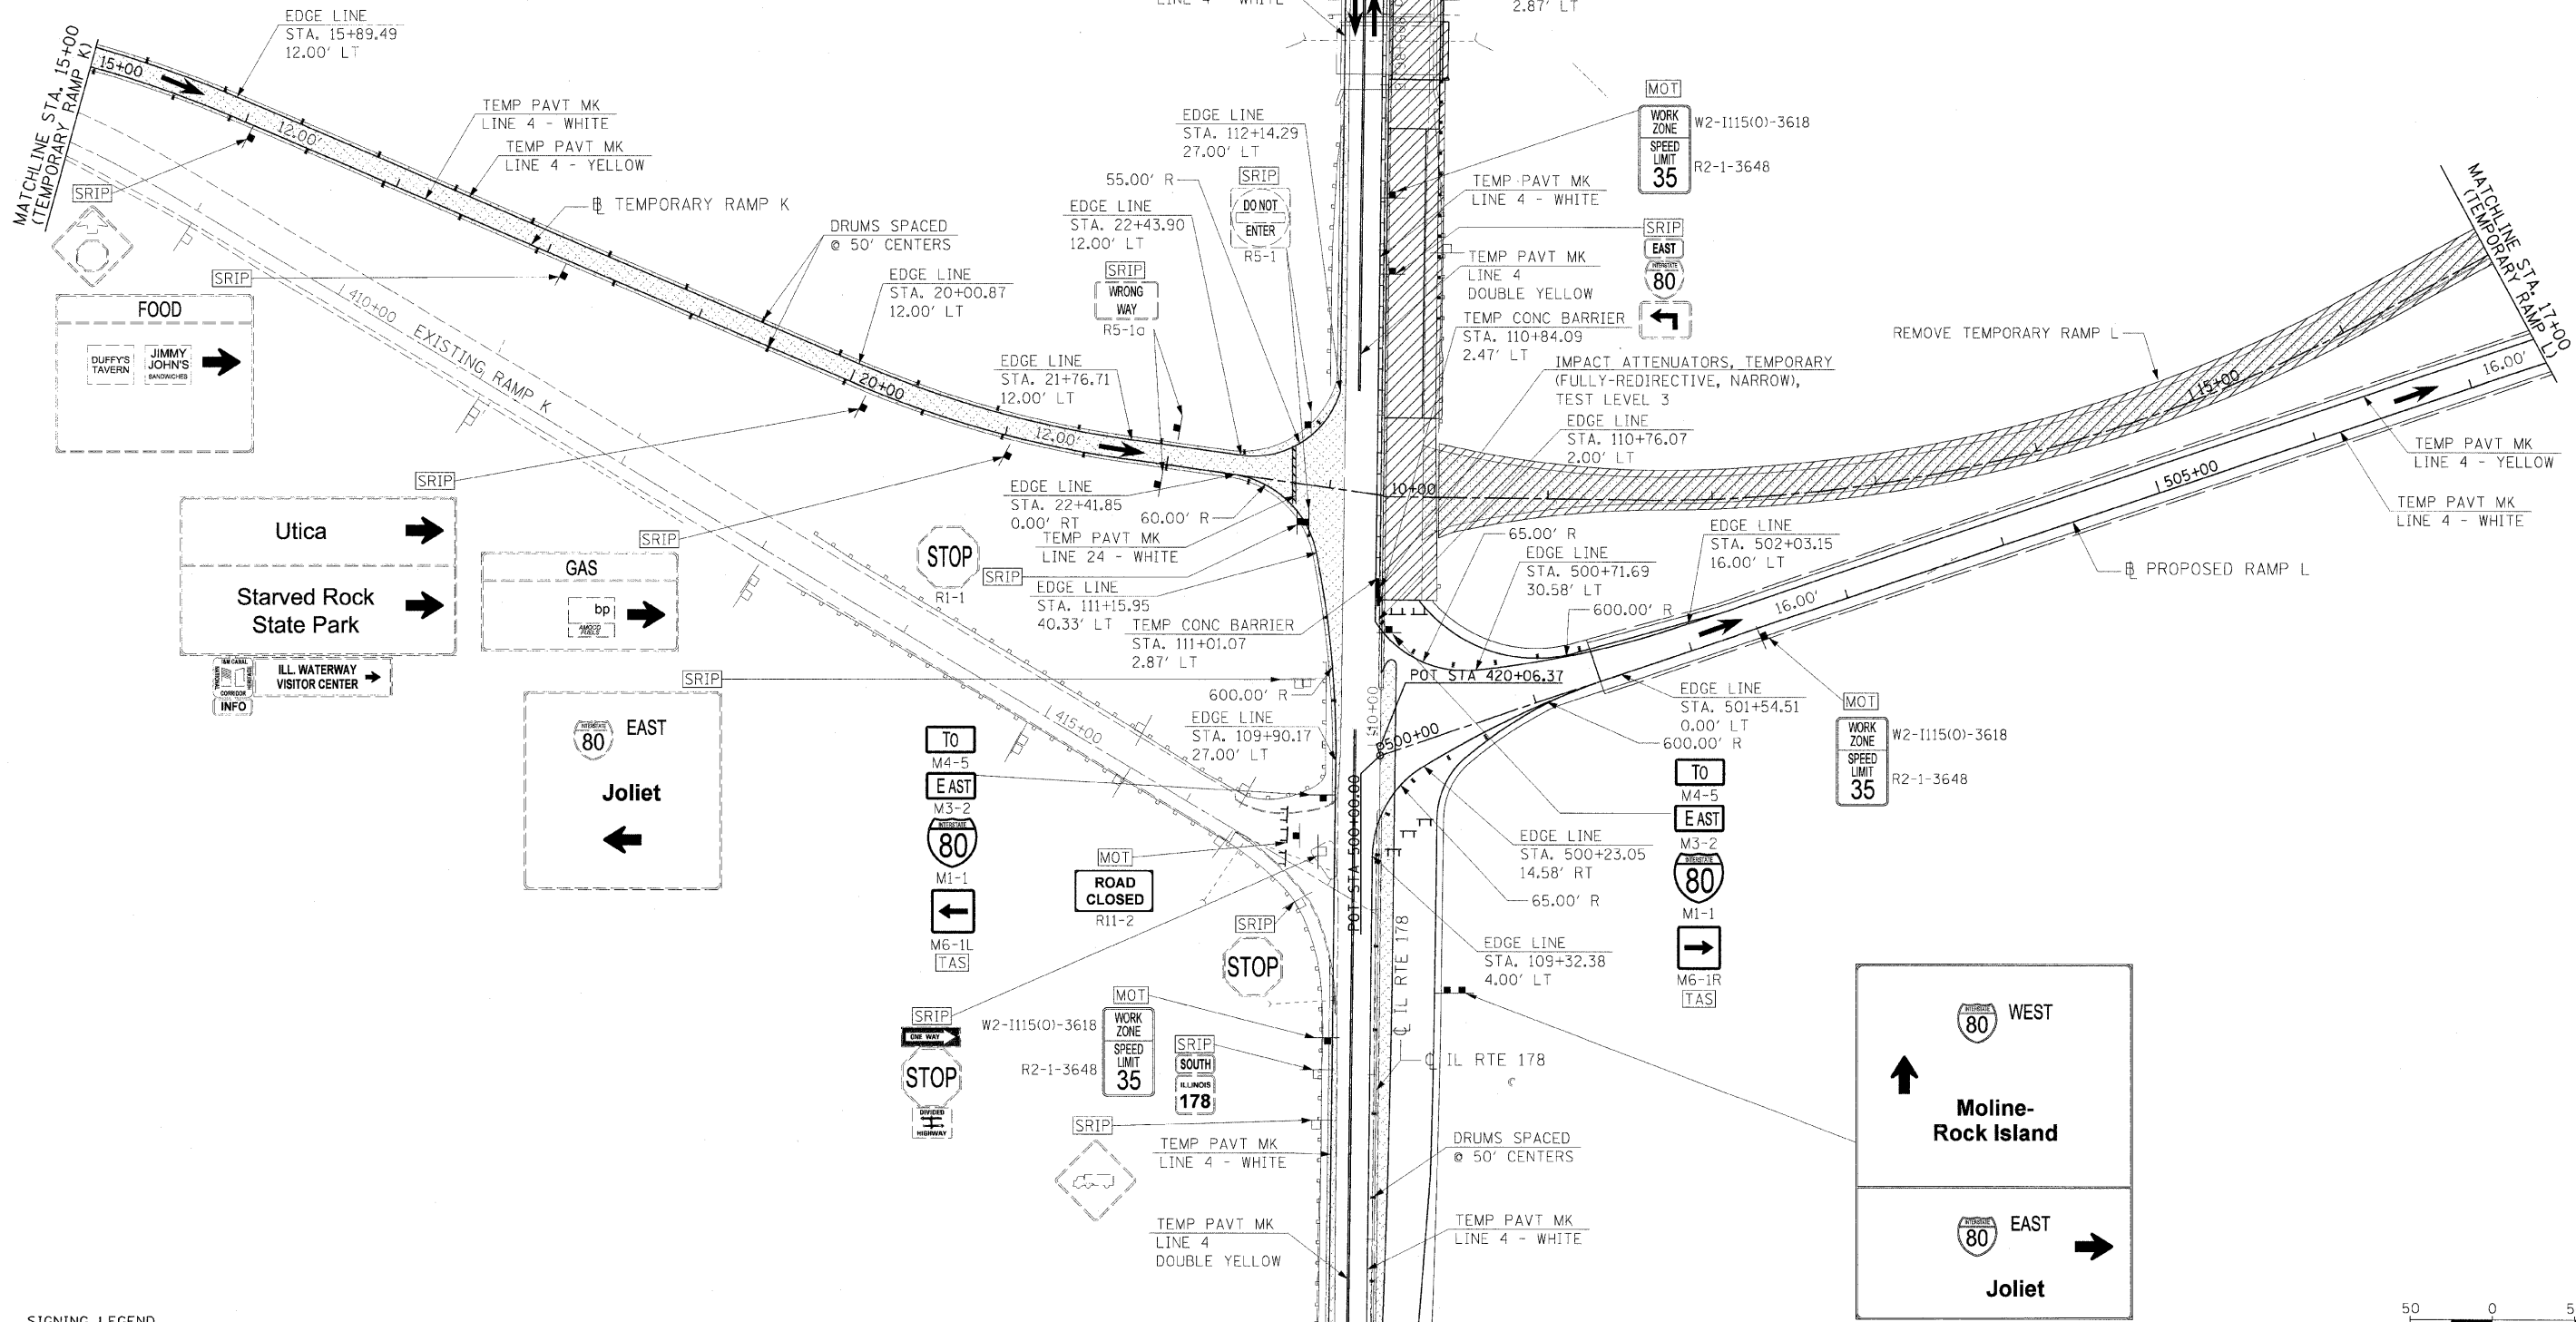 LINE 4 - WHITE
2.87' LT
EDGE LINE
STA. 15+89.49
12.00' LT
MATCHLINE STA. 15+00
(TEMPORARY RAMP K)
15+00
TEMP PAVT MK
LINE 4 - WHITE
12.00'
TEMP PAVT MK
LINE 4 - YELLOW
SRIP
℄ TEMPORARY RAMP K
DRUMS SPACED
@ 50' CENTERS
SRIP
EDGE LINE
STA. 20+00.87
12.00' LT
410+00
EXISTING RAMP K
FOOD
DUFFY'S
TAVERN
JIMMY
JOHN'S
SANDWICHES
EDGE LINE
STA. 112+14.29
27.00' LT
55.00' R
SRIP
DO NOT
ENTER
R5-1
EDGE LINE
STA. 22+43.90
12.00' LT
SRIP
WRONG
WAY
R5-1a
EDGE LINE
STA. 21+76.71
12.00' LT
20+00
12.00'
MOT
WORK
ZONE
SPEED
LIMIT
35
W2-I115(O)-3618
R2-1-3648
TEMP PAVT MK
LINE 4 - WHITE
SRIP
EAST
INTERSTATE
80
TEMP PAVT MK
LINE 4
DOUBLE YELLOW
TEMP CONC BARRIER
STA. 110+84.09
2.47' LT
IMPACT ATTENUATORS, TEMPORARY
(FULLY-REDIRECTIVE, NARROW),
TEST LEVEL 3
EDGE LINE
STA. 110+76.07
2.00' LT
REMOVE TEMPORARY RAMP L
MATCHLINE STA. 17+00
(TEMPORARY RAMP L)
15+00
16.00'
10+00
TEMP PAVT MK
LINE 4 - YELLOW
505+00
TEMP PAVT MK
LINE 4 - WHITE
℄ PROPOSED RAMP L
SRIP
Utica
Starved Rock
State Park
I&M CANAL
NATIONAL
HERITAGE
CORRIDOR
INFO
ILL. WATERWAY
VISITOR CENTER
SRIP
GAS
bp
AMOCO
FUELS
EDGE LINE
STA. 22+41.85
0.00' RT
60.00' R
TEMP PAVT MK
LINE 24 - WHITE
STOP
R1-1
SRIP
EDGE LINE
STA. 111+15.95
40.33' LT
TEMP CONC BARRIER
STA. 111+01.07
2.87' LT
65.00' R
EDGE LINE
STA. 500+71.69
30.58' LT
EDGE LINE
STA. 502+03.15
16.00' LT
600.00' R
16.00'
POT STA 420+06.37
SRIP
INTERSTATE
80
EAST
Joliet
600.00' R
EDGE LINE
STA. 109+90.17
27.00' LT
110+00
500+00
415+00
EDGE LINE
STA. 501+54.51
0.00' LT
600.00' R
MOT
WORK
ZONE
SPEED
LIMIT
35
W2-I115(O)-3618
R2-1-3648
TO
M4-5
EAST
M3-2
INTERSTATE
80
M1-1
M6-1L
TAS
MOT
ROAD
CLOSED
R11-2
SRIP
STOP
POT STA 500+00.00
TO
M4-5
EAST
M3-2
INTERSTATE
80
M1-1
M6-1R
TAS
EDGE LINE
STA. 500+23.05
14.58' RT
65.00' R
EDGE LINE
STA. 109+32.38
4.00' LT
℄ IL RTE 178
SRIP
ONE WAY
STOP
DIVIDED
HIGHWAY
MOT
W2-I115(O)-3618
R2-1-3648
WORK
ZONE
SPEED
LIMIT
35
SRIP
SOUTH
ILLINOIS
178
℄ IL RTE 178
SRIP
TEMP PAVT MK
LINE 4 - WHITE
DRUMS SPACED
@ 50' CENTERS
TEMP PAVT MK
LINE 4
DOUBLE YELLOW
TEMP PAVT MK
LINE 4 - WHITE
INTERSTATE
80
WEST
Moline-
Rock Island
INTERSTATE
80
EAST
Joliet
SIGNING LEGEND
50
0